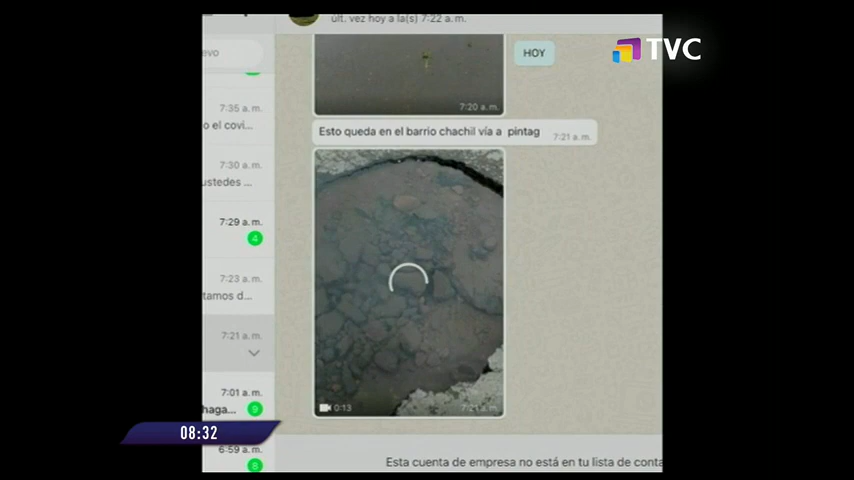 últ. vez hoy a la(s) 7:22 a. m.
evo
HOY
TVC
7:20 a. m.
7:35 a. m.
o el covi...
Esto queda en el barrio chachil vía a pintag
7:21 a. m.
7:30 a. m.
ustedes ...
7:29 a. m.
4
7:23 a. m.
tamos d...
7:21 a. m.
7:01 a. m.
haga...
9
0:13
7:21 a. m.
08:32
6:59 a. m.
8
Esta cuenta de empresa no está en tu lista de conta